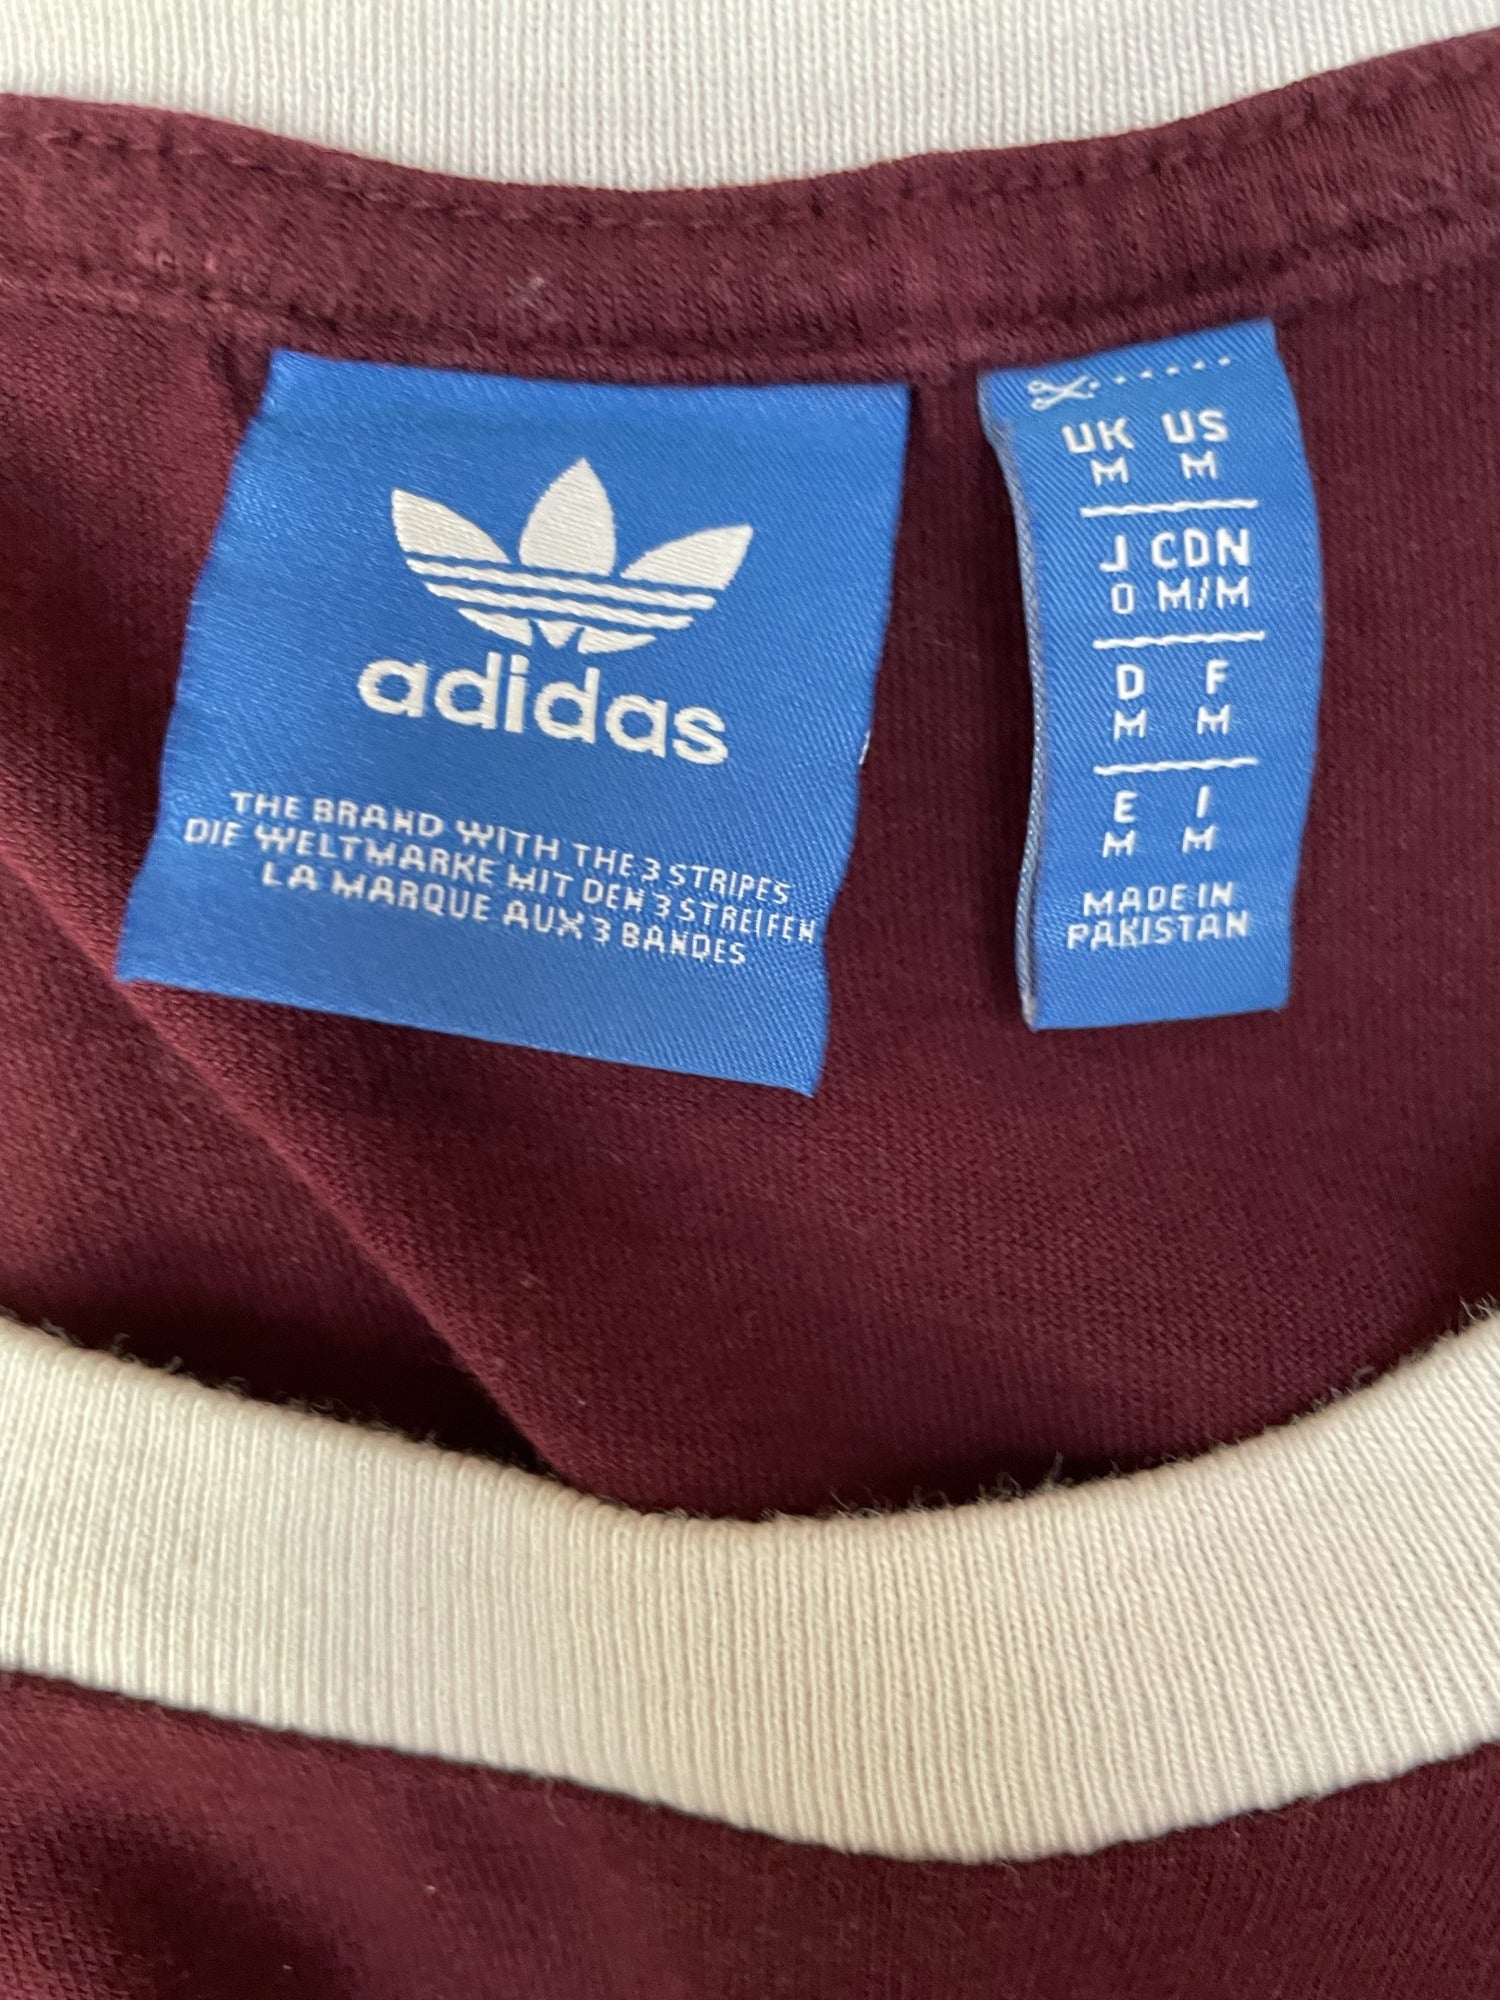 adidas
THE BRAND WITH THE 3 STRIPES
DIE WELTMARKE MIT DEN 3 STREIFEN
LA MARQUE AUX 3 BANDES
UK US
M M
J CDN
O M/M
D F
M M
E I
M M
MADE IN
PAKISTAN